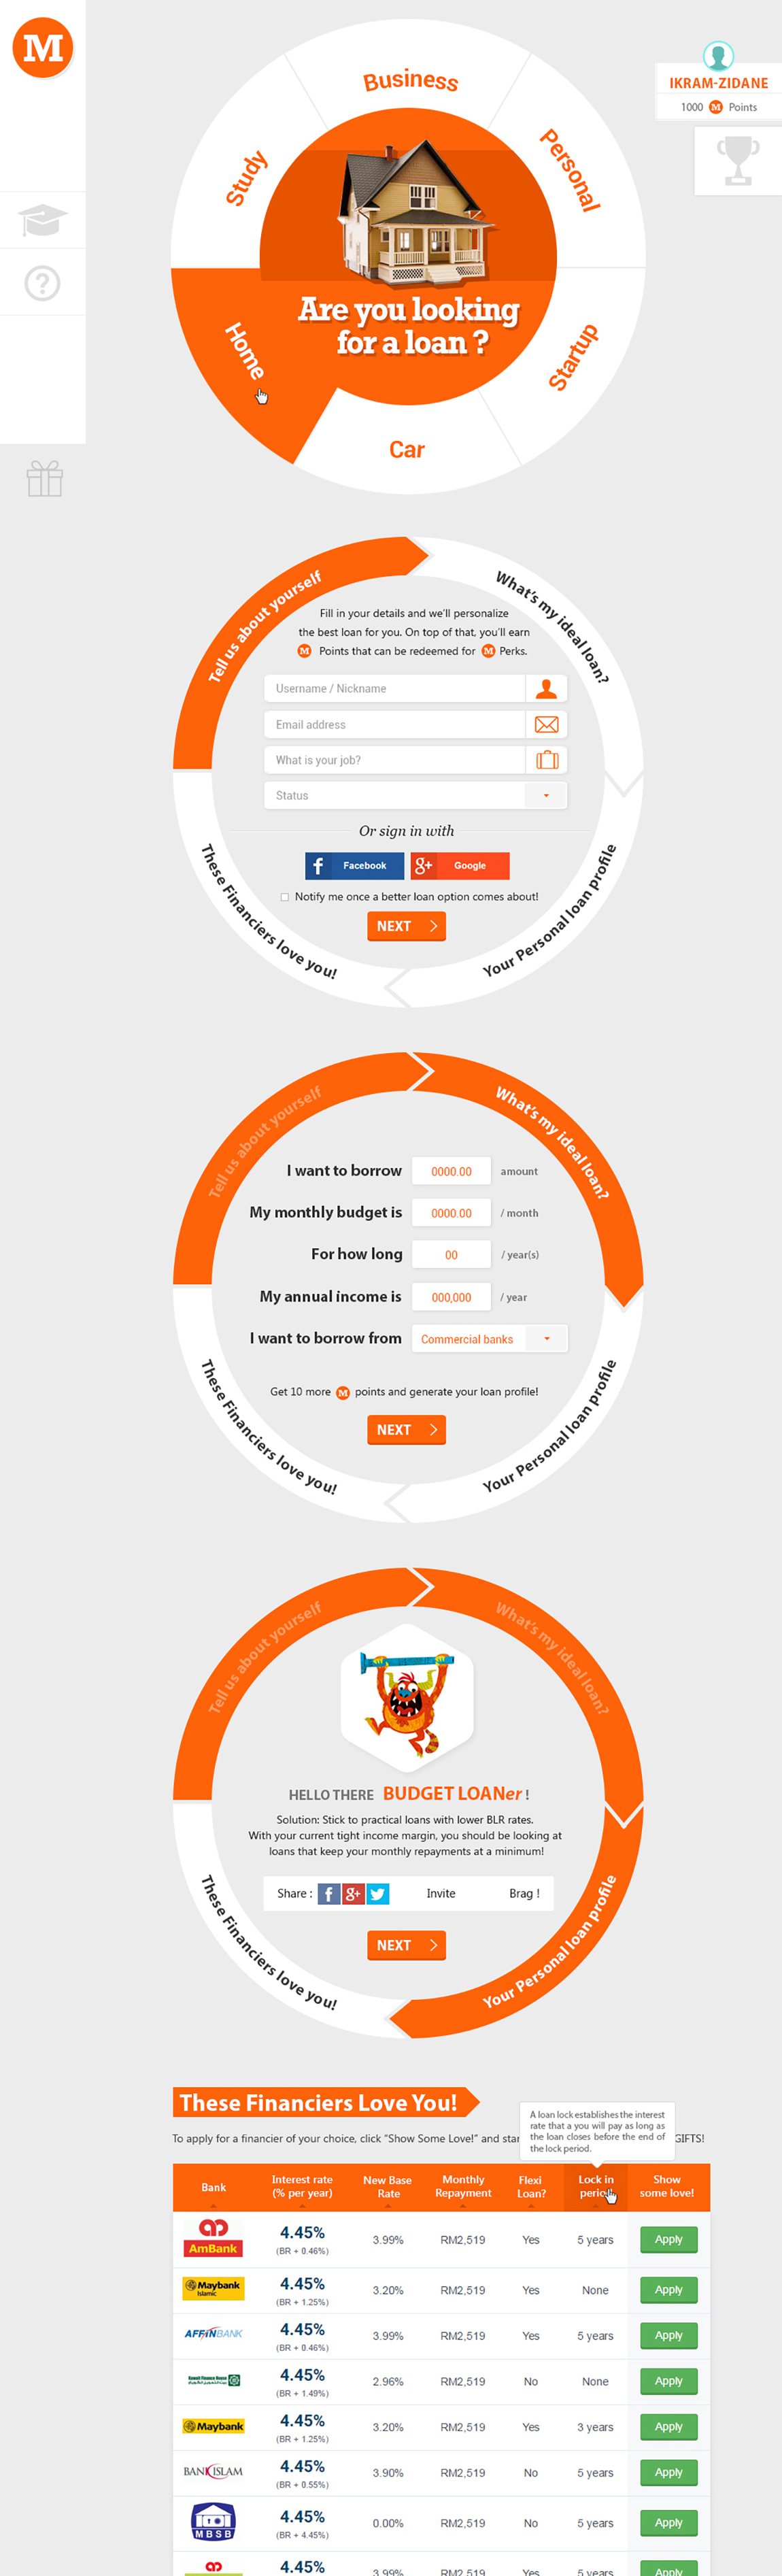 M
IKRAM-ZIDANE
1000 M Points
Business
Personal
Study
Home
Startup
Car
Are you looking
for a loan ?
Tell us about yourself
What's my ideal loan?
Your Personal loan profile
These Financiers love you!
Fill in your details and we'll personalize
the best loan for you. On top of that, you'll earn
M Points that can be redeemed for M Perks.
Username / Nickname
Email address
What is your job?
Status
Or sign in with
f Facebook
g+ Google
Notify me once a better loan option comes about!
NEXT
Tell us about yourself
What's my ideal loan?
Your Personal loan profile
These Financiers love you!
I want to borrow 0000.00 amount
My monthly budget is 0000.00 / month
For how long 00 / year(s)
My annual income is 000,000 / year
I want to borrow from Commercial banks
Get 10 more M points and generate your loan profile!
NEXT
Tell us about yourself
What's my ideal loan?
Your Personal loan profile
These Financiers love you!
HELLO THERE BUDGET LOANer !
Solution: Stick to practical loans with lower BLR rates.
With your current tight income margin, you should be looking at
loans that keep your monthly repayments at a minimum!
Share : f g+ Invite Brag !
NEXT
These Financiers Love You!
A loan lock establishes the interest
rate that a you will pay as long as
the loan closes before the end of
the lock period.
To apply for a financier of your choice, click "Show Some Love!" and star GIFTS!
Bank Interest rate (% per year) New Base Rate Monthly Repayment Flexi Loan? Lock in period Show some love!
AmBank 4.45% (BR + 0.46%) 3.99% RM2,519 Yes 5 years Apply
Maybank Islamic 4.45% (BR + 1.25%) 3.20% RM2,519 Yes None Apply
AFFINBANK 4.45% (BR + 0.46%) 3.99% RM2,519 Yes 5 years Apply
Kuwait Finance House 4.45% (BR + 1.49%) 2.96% RM2,519 No None Apply
Maybank 4.45% (BR + 1.25%) 3.20% RM2,519 Yes 3 years Apply
BANK ISLAM 4.45% (BR + 0.55%) 3.90% RM2,519 No 5 years Apply
MBSB 4.45% (BR + 4.45%) 0.00% RM2,519 No 5 years Apply
4.45% 3.99% RM2,519 Yes 5 years Apply